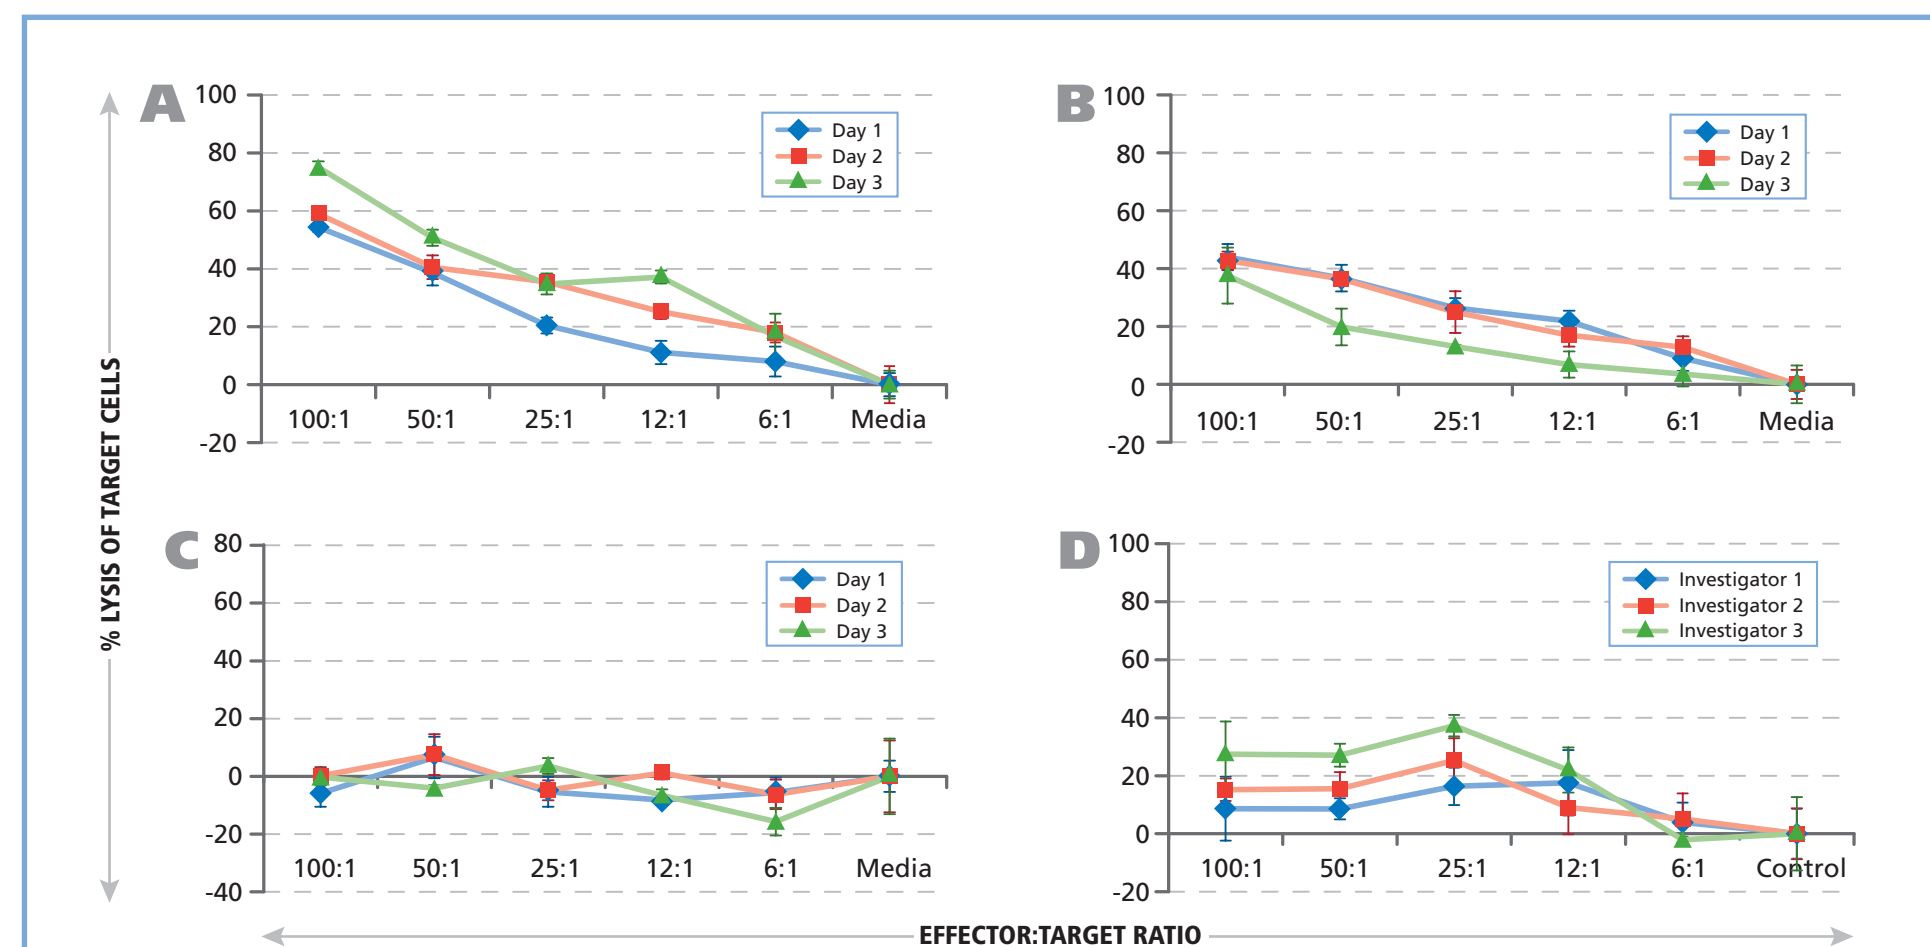 % LYSIS OF TARGET CELLS
A
100
80
60
40
20
0
-20
Day 1
Day 2
Day 3
100:1 50:1 25:1 12:1 6:1 Media
B
100
80
60
40
20
0
-20
Day 1
Day 2
Day 3
100:1 50:1 25:1 12:1 6:1 Media
C
80
60
40
20
0
-20
-40
Day 1
Day 2
Day 3
100:1 50:1 25:1 12:1 6:1 Media
D
100
80
60
40
20
0
-20
Investigator 1
Investigator 2
Investigator 3
100:1 50:1 25:1 12:1 6:1 Control
EFFECTOR:TARGET RATIO